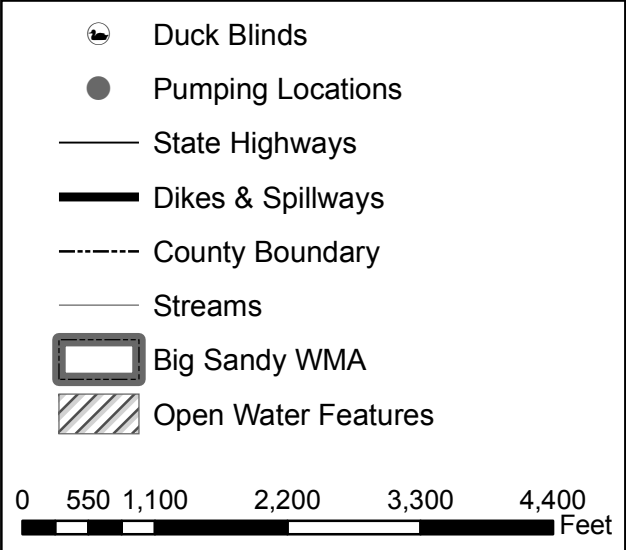 Duck Blinds
Pumping Locations
State Highways
Dikes & Spillways
County Boundary
Streams
Big Sandy WMA
Open Water Features
0 550 1,100 2,200 3,300 4,400
Feet